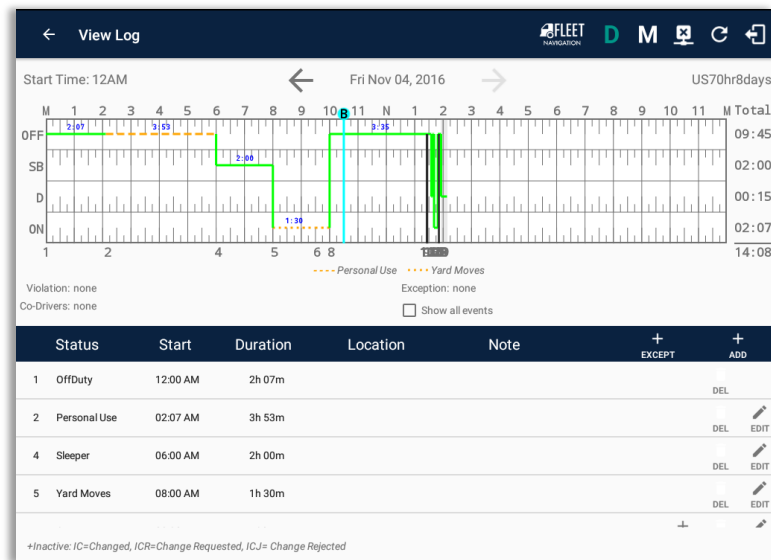 View Log
FLEET
NAVIGATION
D M
Start Time: 12AM
Fri Nov 04, 2016
US70hr8days
M 1 2 3 4 5 6 7 8 9 10 B 11 N 1 2 3 4 5 6 7 8 9 10 11 M Total
2:07 3:53 3:35
OFF 09:45
2:00
SB 02:00
D 00:15
1:30
ON 02:07
1 2 4 5 6 8 14:08
Personal Use Yard Moves
Violation: none Exception: none
Co-Drivers: none Show all events
Status Start Duration Location Note + EXCEPT + ADD
1 OffDuty 12:00 AM 2h 07m DEL
2 Personal Use 02:07 AM 3h 53m DEL EDIT
4 Sleeper 06:00 AM 2h 00m DEL EDIT
5 Yard Moves 08:00 AM 1h 30m DEL EDIT
+
+Inactive: IC=Changed, ICR=Change Requested, ICJ= Change Rejected